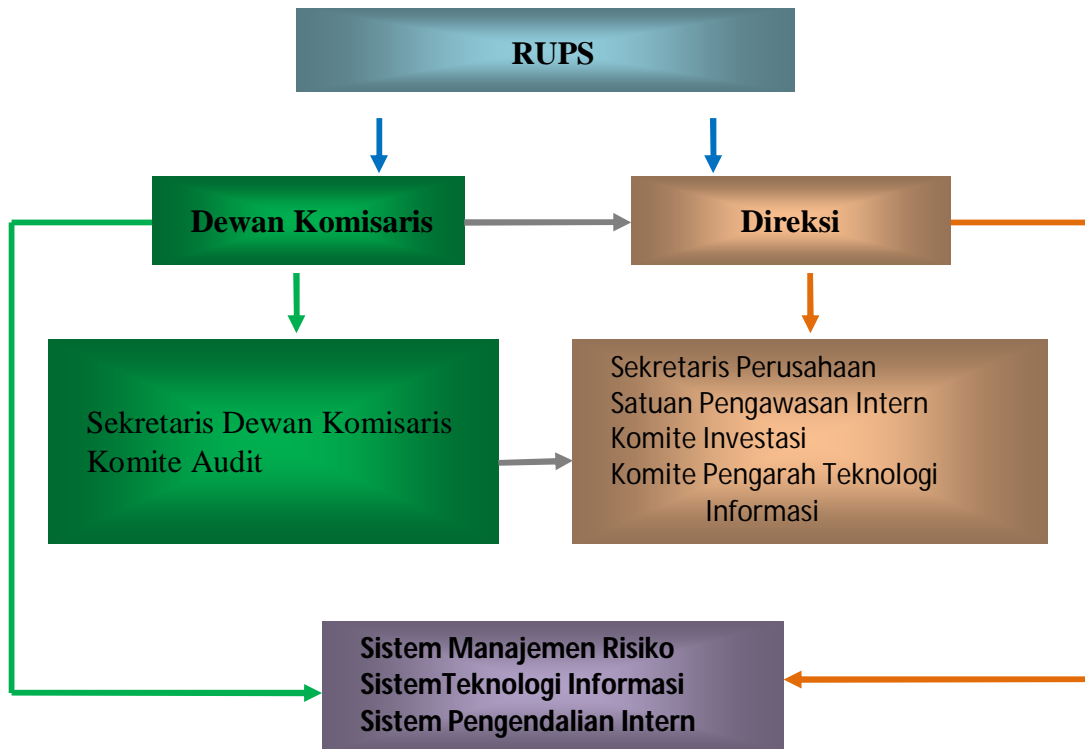 RUPS
Dewan Komisaris
Direksi
Sekretaris Dewan Komisaris
Komite Audit
Sekretaris Perusahaan
Satuan Pengawasan Intern
Komite Investasi
Komite Pengarah Teknologi
Informasi
Sistem Manajemen Risiko
SistemTeknologi Informasi
Sistem Pengendalian Intern